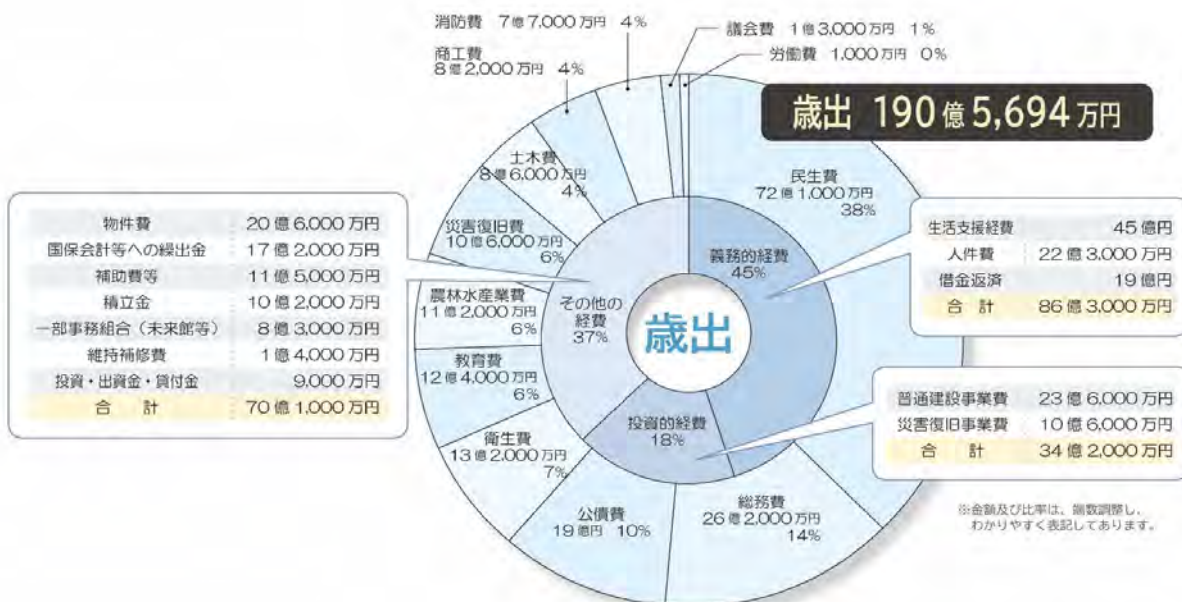 消防費 7億7,000万円 4%
商工費
8億2,000万円 4%
議会費 1億3,000万円 1%
労働費 1,000万円 0%
歳出 190億5,694万円
民生費
72億1,000万円
38%
土木費
8億6,000万円
4%
災害復旧費
10億6,000万円
6%
農林水産業費
11億2,000万円
6%
教育費
12億4,000万円
6%
衛生費
13億2,000万円
7%
公債費
19億円 10%
総務費
26億2,000万円
14%
義務的経費
45%
その他の
経費
37%
投資的経費
18%
歳出
物件費 20億6,000万円
国保会計等への繰出金 17億2,000万円
補助費等 11億5,000万円
積立金 10億2,000万円
一部事務組合（未来館等） 8億3,000万円
維持補修費 1億4,000万円
投資・出資金・貸付金 9,000万円
合計 70億1,000万円
生活支援経費 45億円
人件費 22億3,000万円
借金返済 19億円
合計 86億3,000万円
普通建設事業費 23億6,000万円
災害復旧事業費 10億6,000万円
合計 34億2,000万円
※金額及び比率は、端数調整し、
わかりやすく表記してあります。